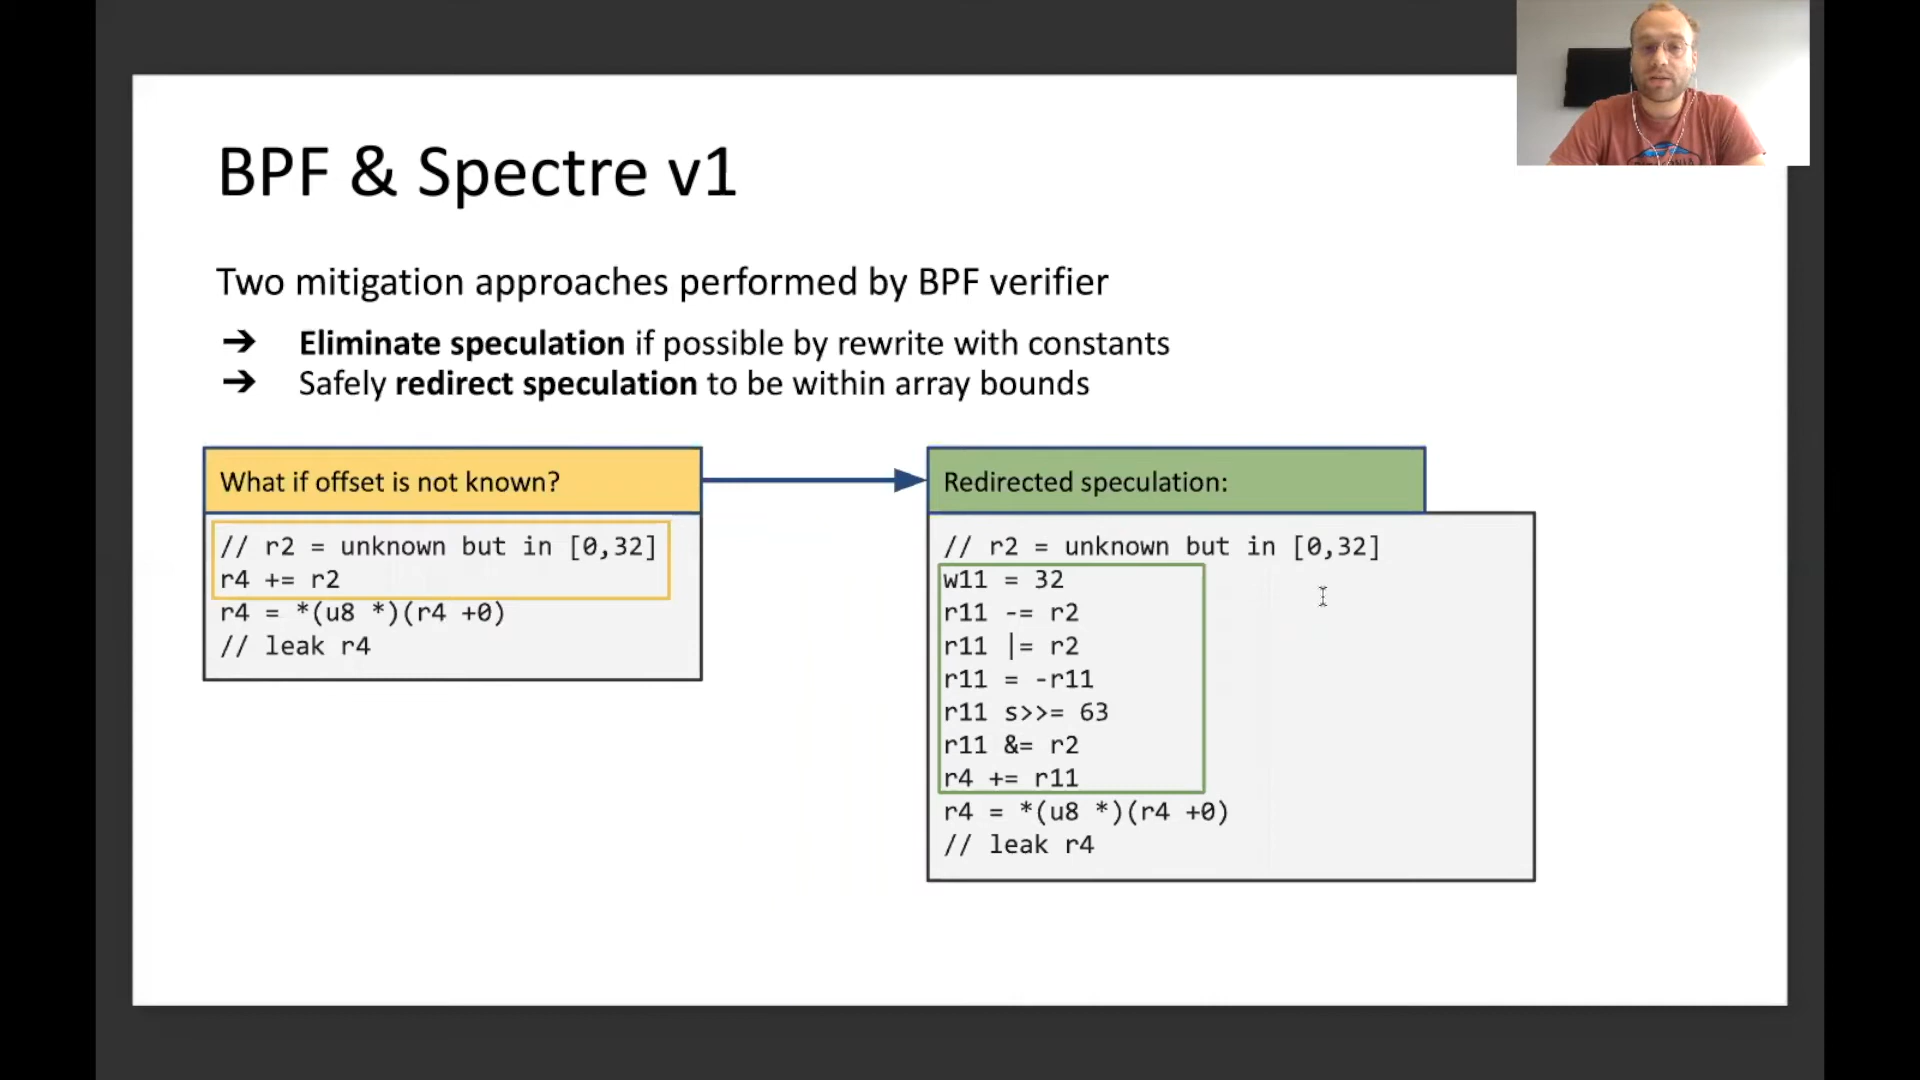 BPF & Spectre v1
Two mitigation approaches performed by BPF verifier
➔ Eliminate speculation if possible by rewrite with constants
➔ Safely redirect speculation to be within array bounds
What if offset is not known?
// r2 = unknown but in [0,32]
r4 += r2
r4 = *(u8 *)(r4 +0)
// leak r4
Redirected speculation:
// r2 = unknown but in [0,32]
w11 = 32
r11 -= r2
r11 |= r2
r11 = -r11
r11 s>>= 63
r11 &= r2
r4 += r11
r4 = *(u8 *)(r4 +0)
// leak r4